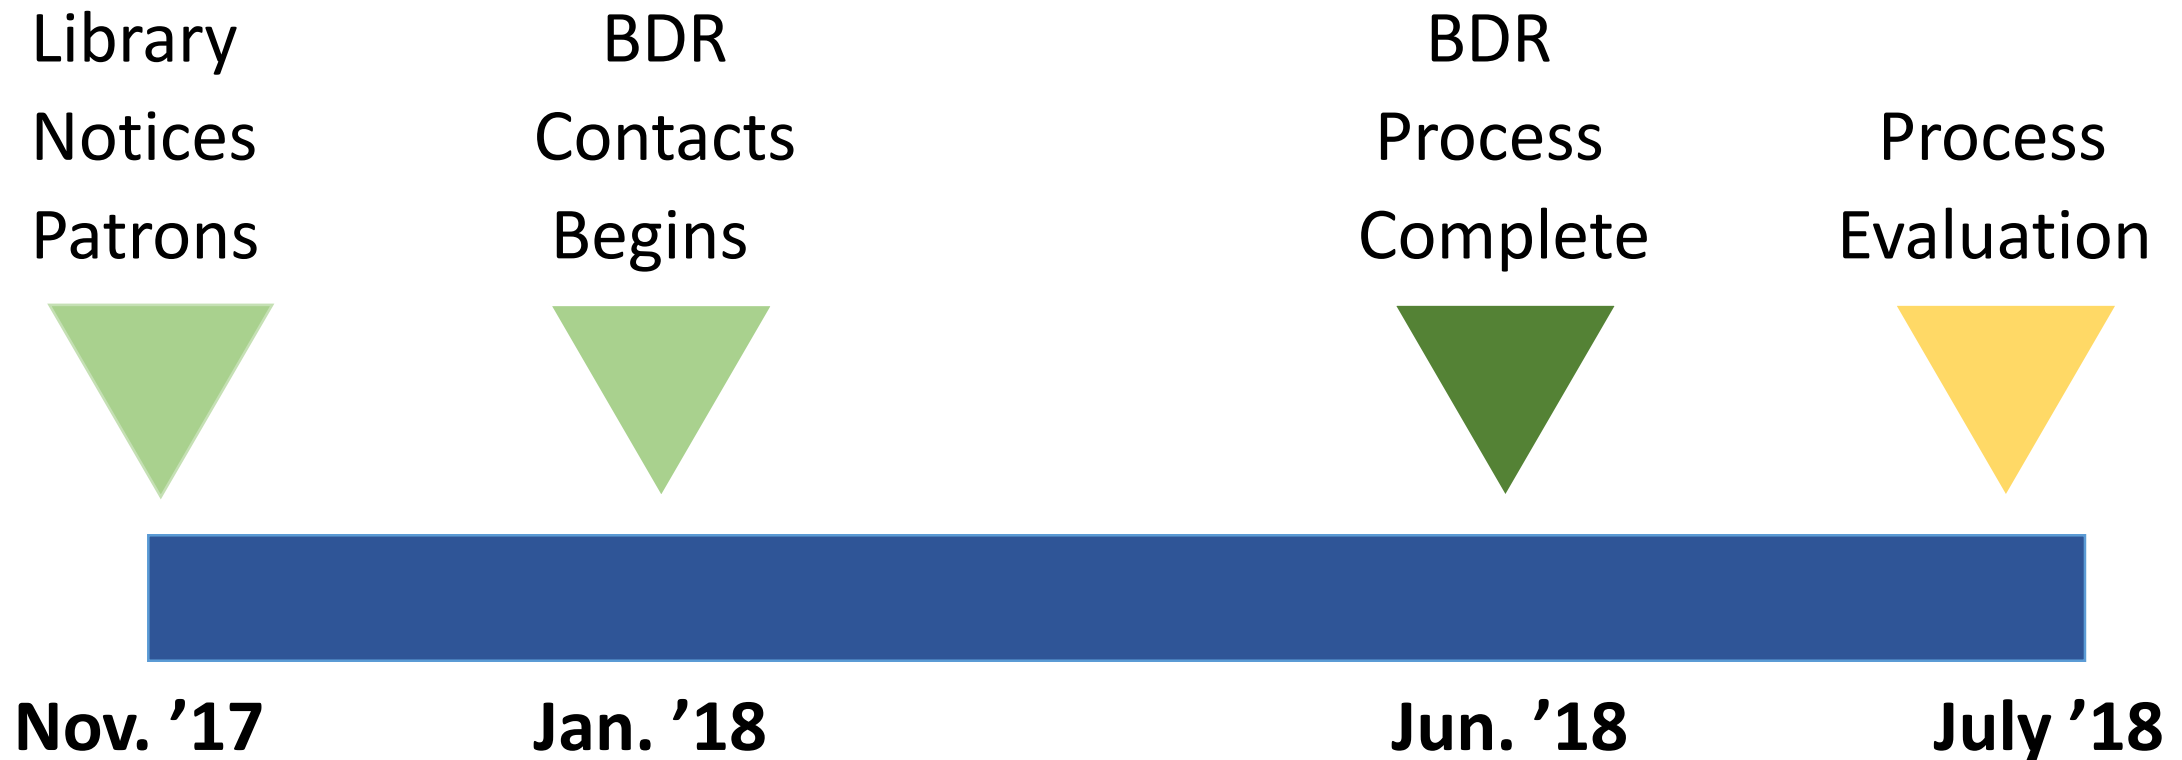 Library
Notices
Patrons
BDR
Contacts
Begins
BDR
Process
Complete
Process
Evaluation
Nov. ’17
Jan. ’18
Jun. ’18
July ’18